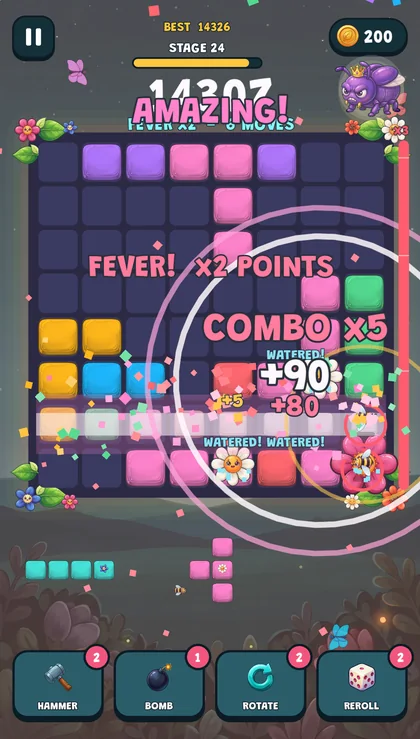 BEST 14326
STAGE 24
200
AMAZING!
FEVER X2 - 8 MOVES
FEVER! X2 POINTS
COMBO X5
WATERED!
+90
+5
+80
WATERED! WATERED!
2
1
2
2
HAMMER
BOMB
ROTATE
REROLL